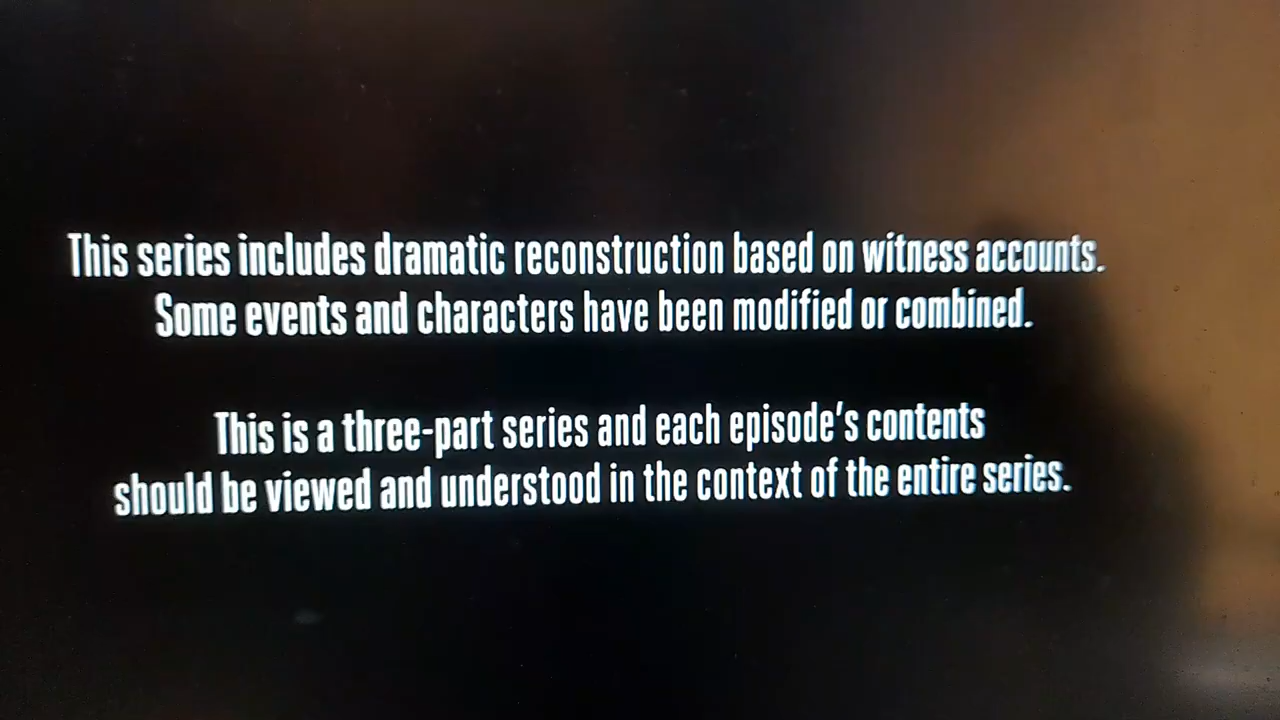 This series includes dramatic reconstruction based on witness accounts.
Some events and characters have been modified or combined.
This is a three-part series and each episode's contents
should be viewed and understood in the context of the entire series.